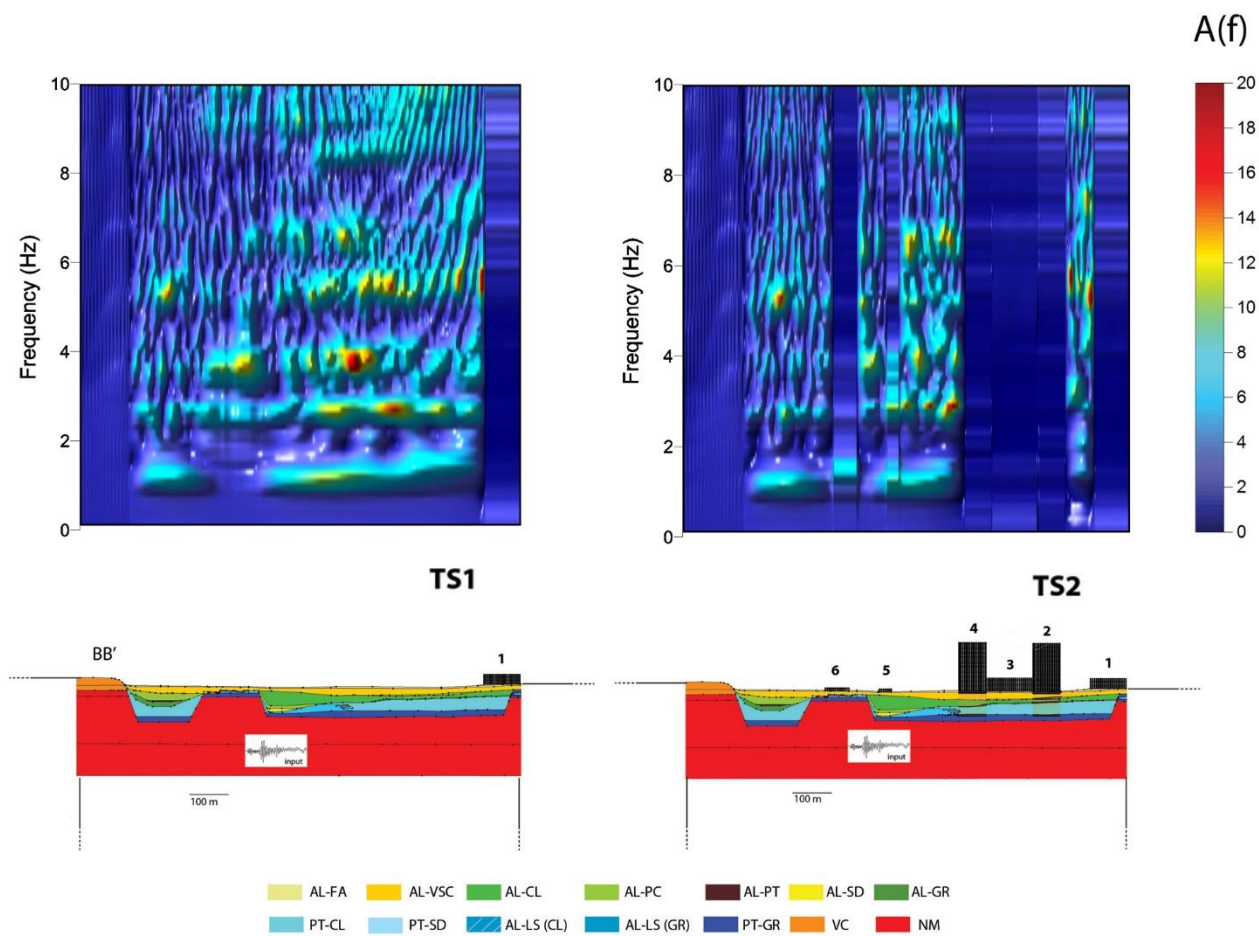 A(f)
10
8
6
4
2
0
Frequency (Hz)
10
8
6
4
2
0
Frequency (Hz)
20
18
16
14
12
10
8
6
4
2
0
TS1
TS2
BB’
1
input
100 m
4
2
6
5
3
1
input
100 m
AL-FA AL-VSC AL-CL AL-PC AL-PT AL-SD AL-GR
PT-CL PT-SD AL-LS (CL) AL-LS (GR) PT-GR VC NM